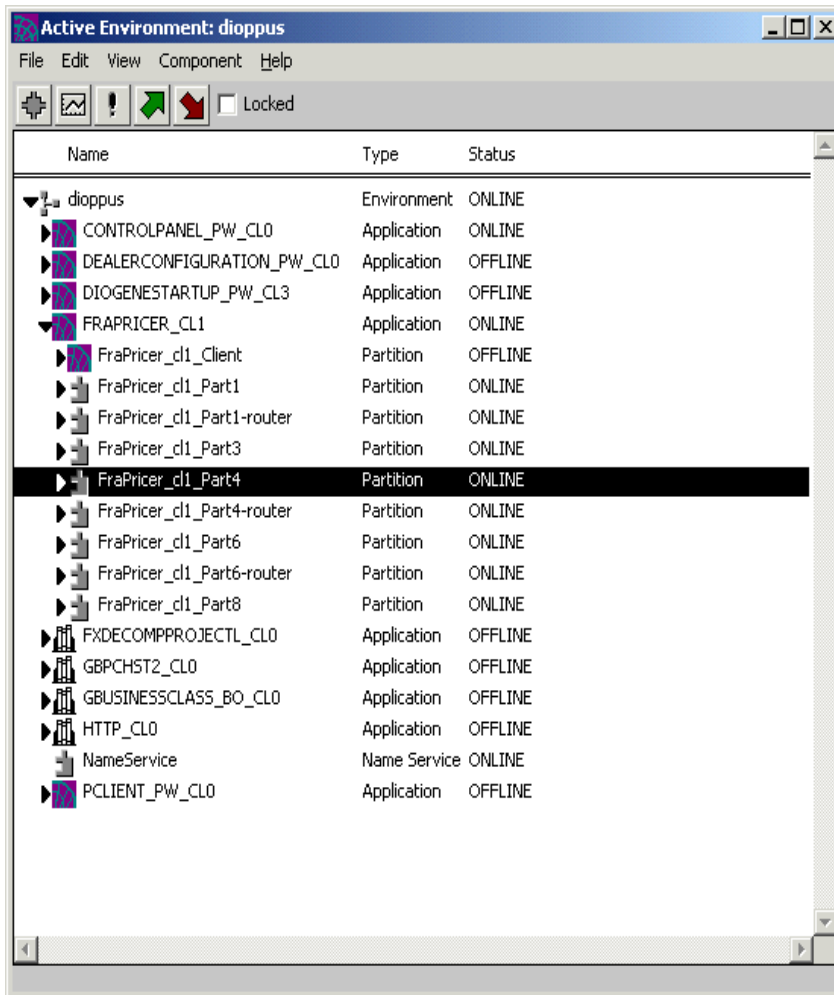 Active Environment: dioppus
File Edit View Component Help
Locked
Name Type Status
dioppus Environment ONLINE
CONTROLPANEL_PW_CL0 Application ONLINE
DEALERCONFIGURATION_PW_CL0 Application OFFLINE
DIOGENESTARTUP_PW_CL3 Application OFFLINE
FRAPRICER_CL1 Application ONLINE
FraPricer_cl1_Client Partition OFFLINE
FraPricer_cl1_Part1 Partition ONLINE
FraPricer_cl1_Part1-router Partition ONLINE
FraPricer_cl1_Part3 Partition ONLINE
FraPricer_cl1_Part4 Partition ONLINE
FraPricer_cl1_Part4-router Partition ONLINE
FraPricer_cl1_Part6 Partition ONLINE
FraPricer_cl1_Part6-router Partition ONLINE
FraPricer_cl1_Part8 Partition ONLINE
FXDECOMPPROJECTL_CL0 Application OFFLINE
GBPCHST2_CL0 Application OFFLINE
GBUSINESSCLASS_BO_CL0 Application OFFLINE
HTTP_CL0 Application OFFLINE
NameService Name Service ONLINE
PCLIENT_PW_CL0 Application OFFLINE